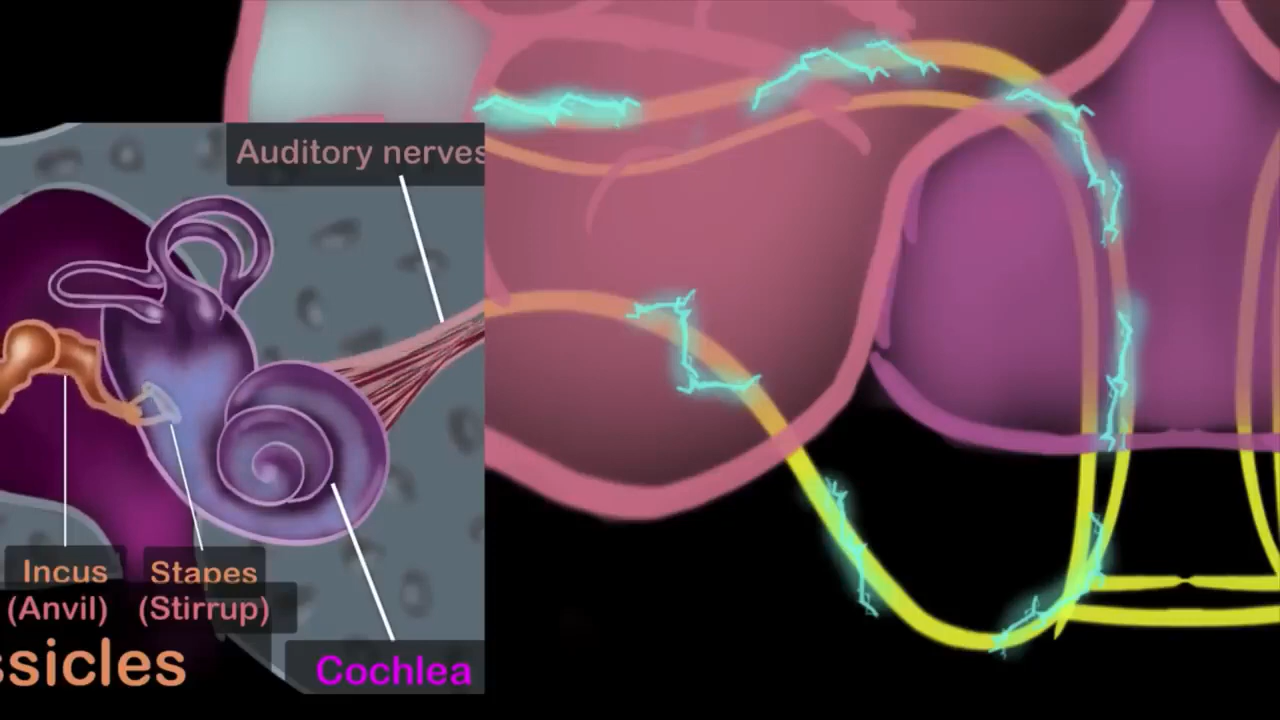 Auditory nerves
Incus
(Anvil)
Stapes
(Stirrup)
ssicles
Cochlea